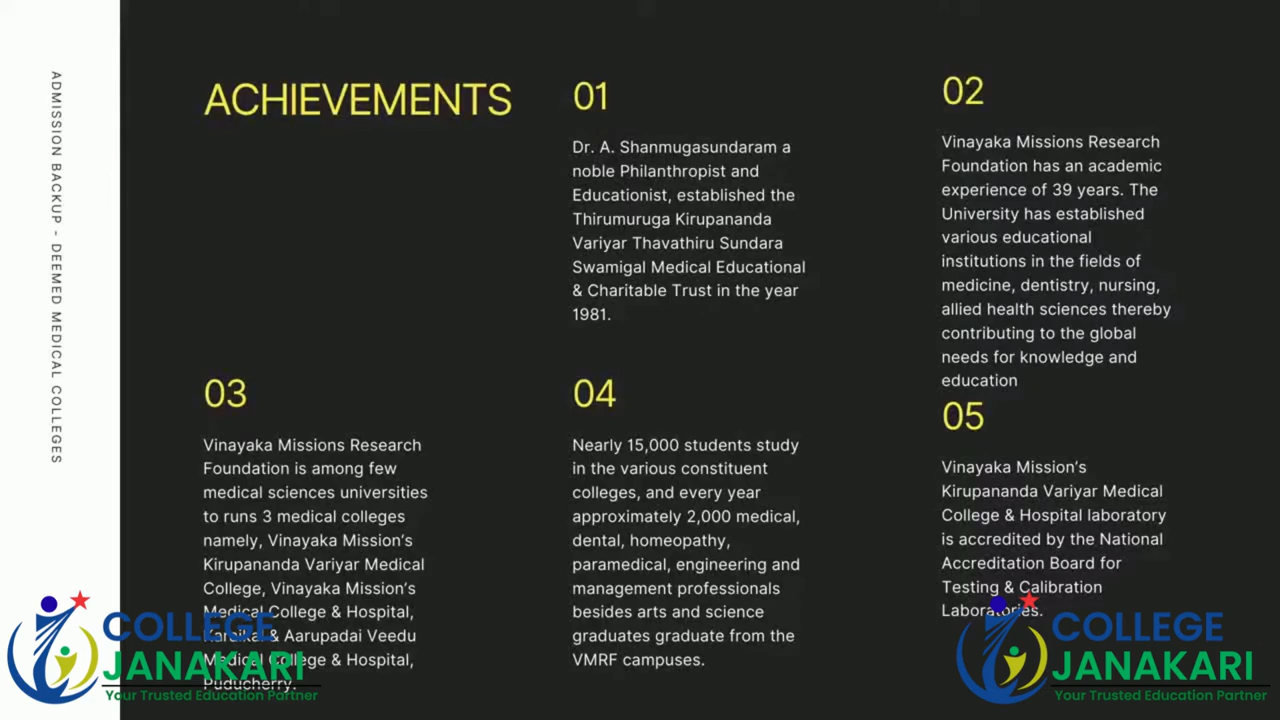 ADMISSION BACKUP - DEEMED MEDICAL COLLEGES
ACHIEVEMENTS
01
Dr. A. Shanmugasundaram a
noble Philanthropist and
Educationist, established the
Thirumuruga Kirupananda
Variyar Thavathiru Sundara
Swamigal Medical Educational
& Charitable Trust in the year
1981.
02
Vinayaka Missions Research
Foundation has an academic
experience of 39 years. The
University has established
various educational
institutions in the fields of
medicine, dentistry, nursing,
allied health sciences thereby
contributing to the global
needs for knowledge and
education
03
Vinayaka Missions Research
Foundation is among few
medical sciences universities
to runs 3 medical colleges
namely, Vinayaka Mission's
Kirupananda Variyar Medical
College, Vinayaka Mission's
Medical College & Hospital,
Karaikal & Aarupadai Veedu
Medical College & Hospital,
Puducherry.
04
Nearly 15,000 students study
in the various constituent
colleges, and every year
approximately 2,000 medical,
dental, homeopathy,
paramedical, engineering and
management professionals
besides arts and science
graduates graduate from the
VMRF campuses.
05
Vinayaka Mission's
Kirupananda Variyar Medical
College & Hospital laboratory
is accredited by the National
Accreditation Board for
Testing & Calibration
Laboratories.
COLLEGE
JANAKARI
Your Trusted Education Partner
COLLEGE
JANAKARI
Your Trusted Education Partner